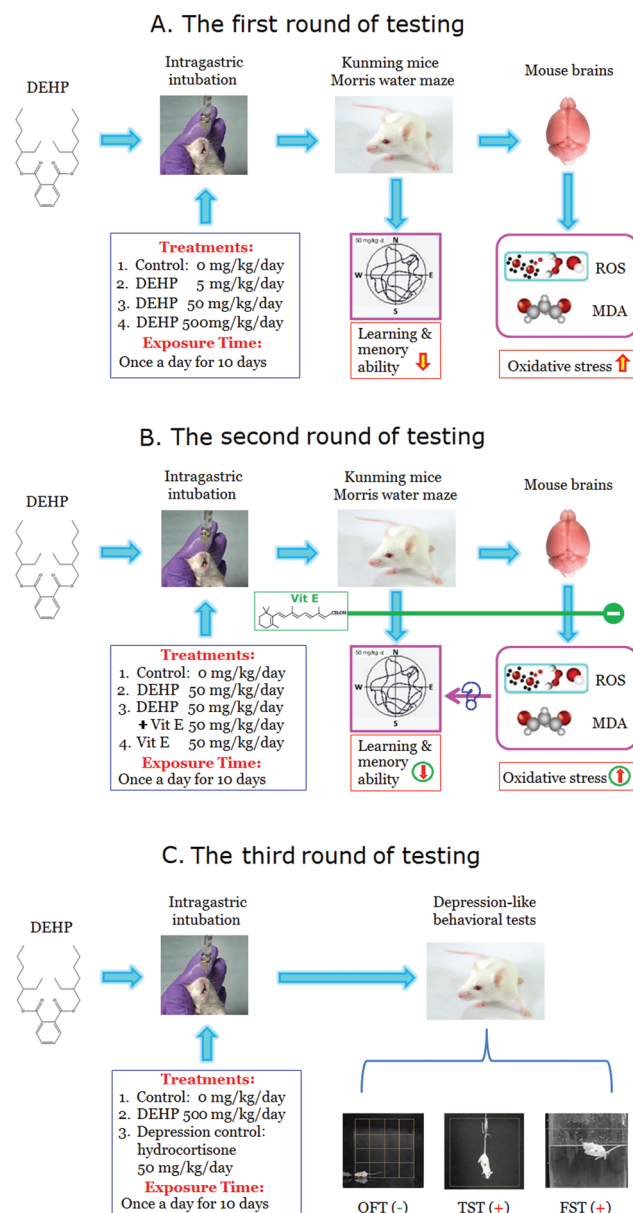 A. The first round of testing
Intragastric
intubation
Kunming mice
Morris water maze
Mouse brains
DEHP
Treatments:
1. Control: 0 mg/kg/day
2. DEHP 5 mg/kg/day
3. DEHP 50 mg/kg/day
4. DEHP 500mg/kg/day
Exposure Time:
Once a day for 10 days
50 mg/kg·d
N
W E
S
Learning &
menory
ability
ROS
MDA
Oxidative stress
B. The second round of testing
Intragastric
intubation
Kunming mice
Morris water maze
Mouse brains
DEHP
Vit E
CH₂OH
Treatments:
1. Control: 0 mg/kg/day
2. DEHP 50 mg/kg/day
3. DEHP 50 mg/kg/day
+ Vit E 50 mg/kg/day
4. Vit E 50 mg/kg/day
Exposure Time:
Once a day for 10 days
50 mg/kg·d
N
W E
S
?
Learning &
menory
ability
ROS
MDA
Oxidative stress
C. The third round of testing
Intragastric
intubation
Depression-like
behavioral tests
DEHP
Treatments:
1. Control: 0 mg/kg/day
2. DEHP 500 mg/kg/day
3. Depression control:
hydrocortisone
50 mg/kg/day
Exposure Time:
Once a day for 10 days
OFT (-) TST (+) FST (+)